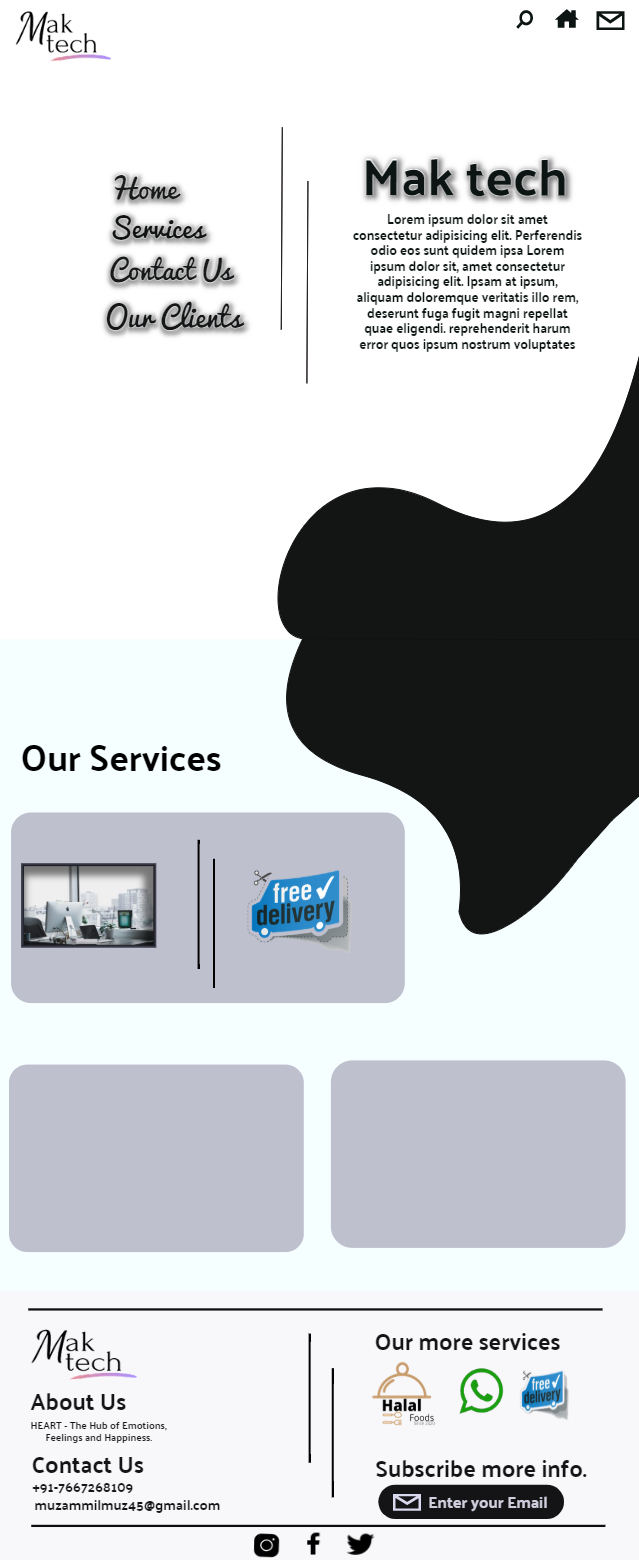 Mak
tech
Home
Services
Contact Us
Our Clients
Mak tech
Lorem ipsum dolor sit amet
consectetur adipisicing elit. Perferendis
odio eos sunt quidem ipsa Lorem
ipsum dolor sit, amet consectetur
adipisicing elit. Ipsam at ipsum,
aliquam doloremque veritatis illo rem,
deserunt fuga fugit magni repellat
quae eligendi. reprehenderit harum
error quos ipsum nostrum voluptates
Our Services
free
delivery
Mak
tech
About Us
HEART - The Hub of Emotions,
Feelings and Happiness.
Contact Us
+91-7667268109
muzammilmuz45@gmail.com
Our more services
Halal
Foods
free
delivery
Subscribe more info.
Enter your Email